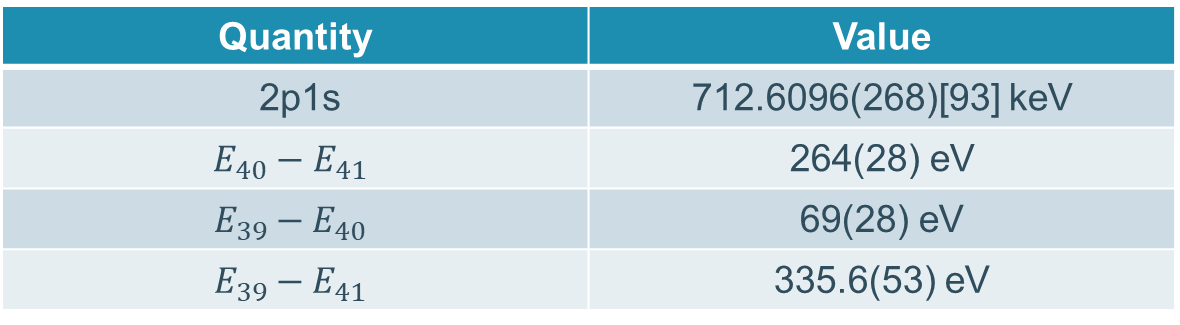 Quantity Value
2p1s 712.6096(268)[93] keV
E₄₀ − E₄₁ 264(28) eV
E₃₉ − E₄₀ 69(28) eV
E₃₉ − E₄₁ 335.6(53) eV